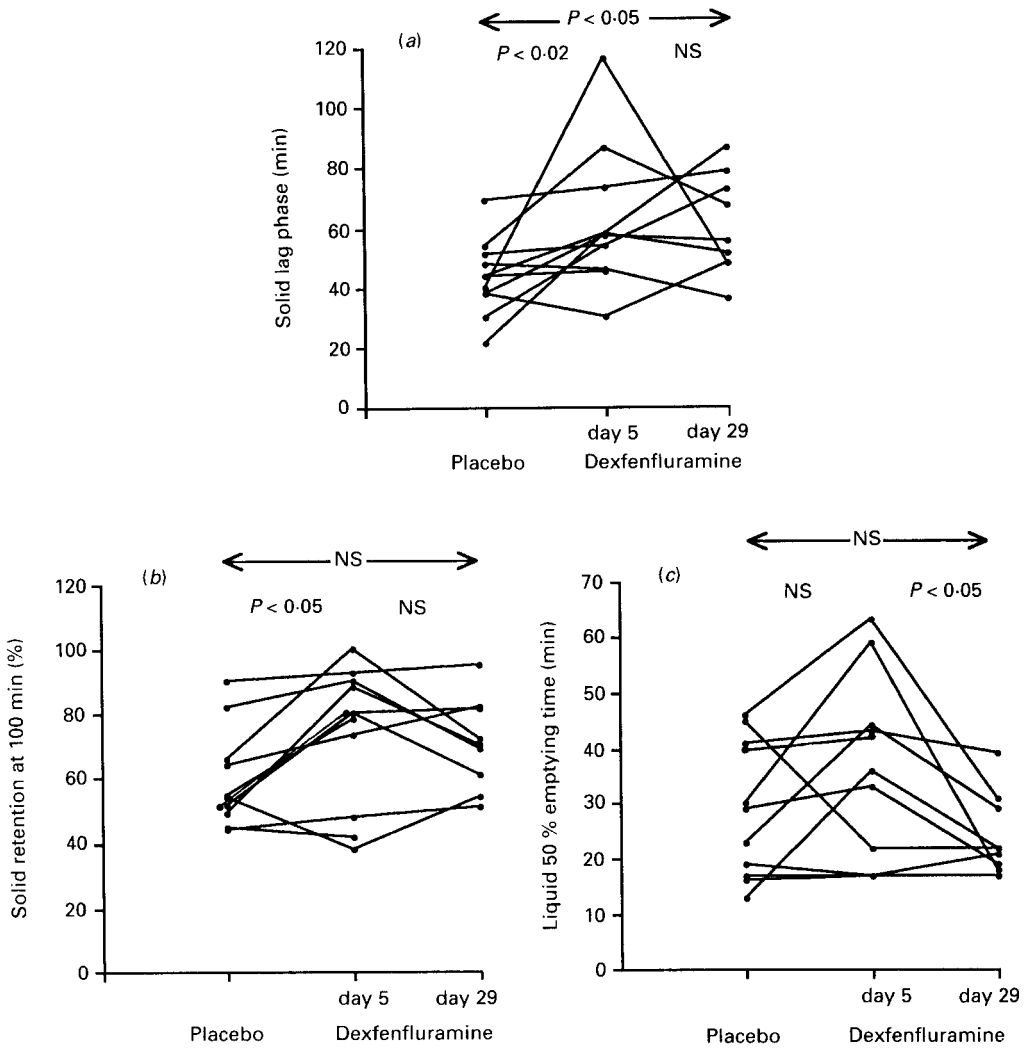 P < 0·05
(a)
P < 0·02
NS
120
100
80
60
40
20
0
Solid lag phase (min)
day 5
day 29
Placebo
Dexfenfluramine
NS
(b)
P < 0·05
NS
120
100
80
60
40
20
0
Solid retention at 100 min (%)
day 5
day 29
Placebo
Dexfenfluramine
NS
(c)
NS
P < 0·05
70
60
50
40
30
20
10
0
Liquid 50 % emptying time (min)
day 5
day 29
Placebo
Dexfenfluramine